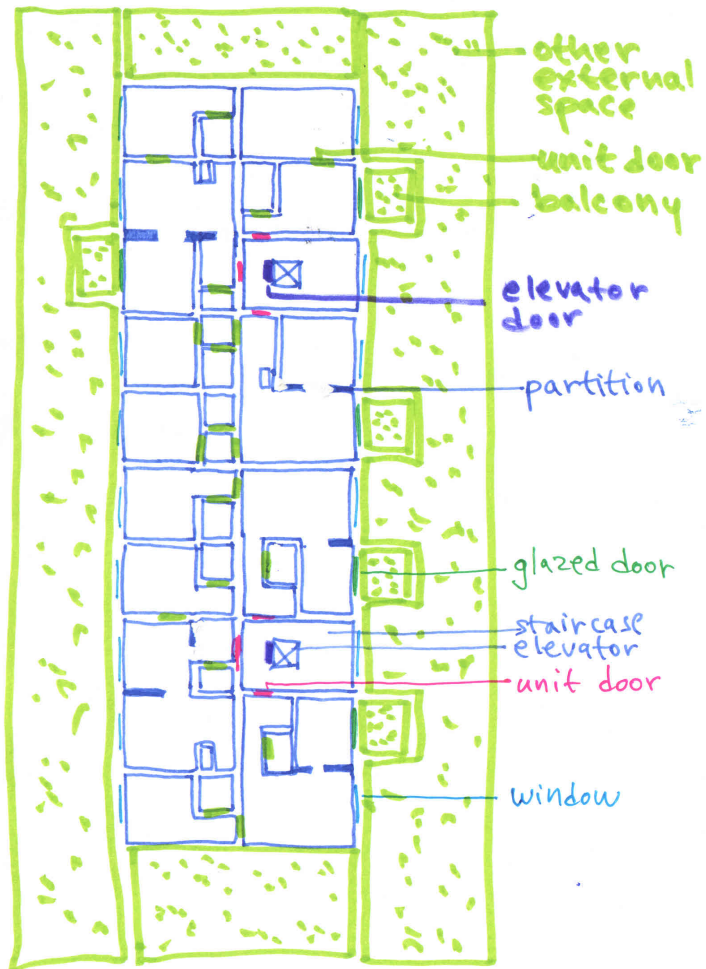 other
external
space
unit door
balcony
elevator
door
partition
glazed door
staircase
elevator
unit door
window